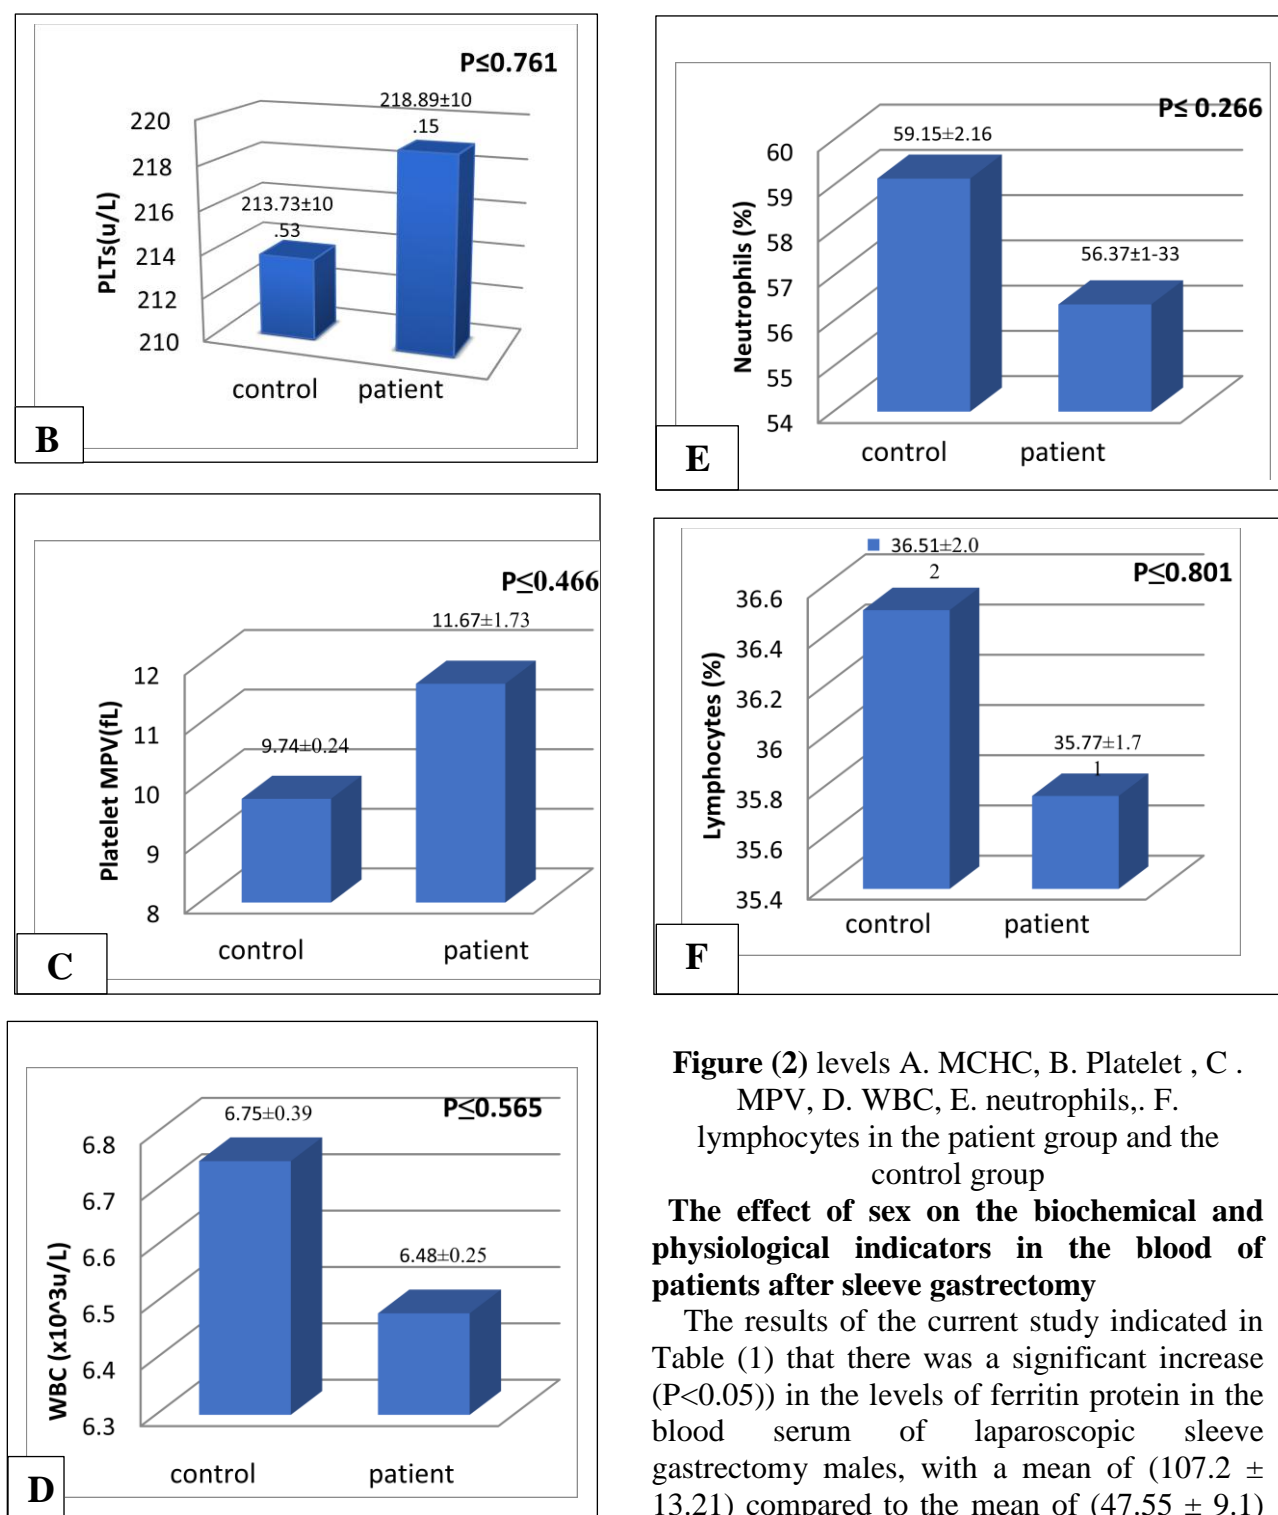 P≤0.761
218.89±10
.15
213.73±10
.53
220
218
216
214
212
210
PLTs(u/L)
control patient
B
P≤0.466
11.67±1.73
9.74±0.24
12
11
10
9
8
Platelet MPV(fL)
control patient
C
P≤0.565
6.75±0.39
6.48±0.25
6.8
6.7
6.6
6.5
6.4
6.3
WBC (x10^3u/L)
control patient
D
P≤ 0.266
59.15±2.16
56.37±1-33
60
59
58
57
56
55
54
Neutrophils (%)
control patient
E
36.51±2.0
2
P≤0.801
35.77±1.7
1
36.6
36.4
36.2
36
35.8
35.6
35.4
Lymphocytes (%)
control patient
F
Figure (2) levels A. MCHC, B. Platelet , C .
MPV, D. WBC, E. neutrophils,. F.
lymphocytes in the patient group and the
control group
The effect of sex on the biochemical and
physiological indicators in the blood of
patients after sleeve gastrectomy
The results of the current study indicated in
Table (1) that there was a significant increase
(P<0.05)) in the levels of ferritin protein in the
blood serum of laparoscopic sleeve
gastrectomy males, with a mean of (107.2 ±
13.21) compared to the mean of (47.55 ± 9.1)